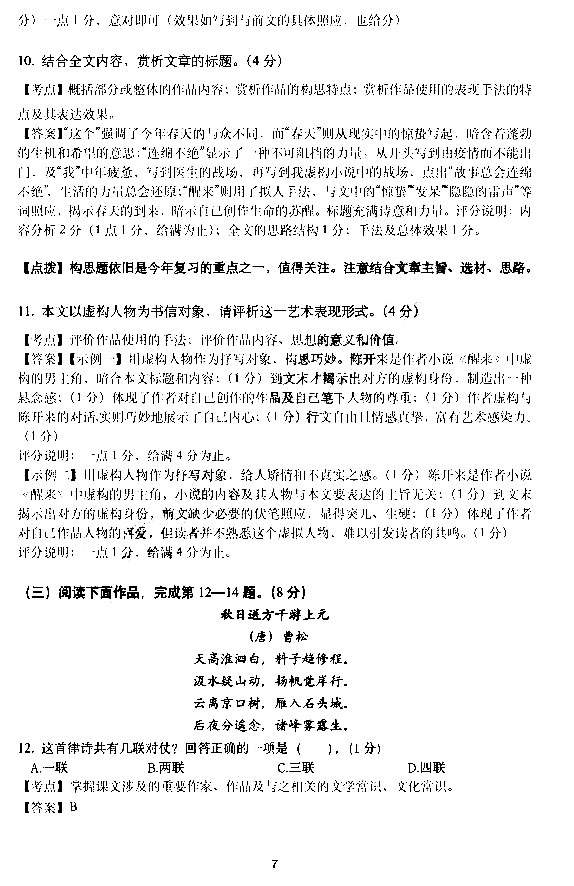 分）一点1分，意对即可（效果如写到与前文的具体照应，也给分）
10. 结合全文内容，赏析文章的标题。（4分）
【考点】概括部分或整体的作品内容；赏析作品的构思特点；赏析作品使用的表现手法的特
点及其表达效果。
【答案】“这个”强调了今年春天的与众不同，而“春天”则从现实中的惊蛰写起，暗含着蓬勃
的生机和希望的意思；“连绵不绝”显示了一种不可阻挡的力量，从开头写到由疫情而不能出
门，及“我”中年疲惫，写到医生的战场，再写到我虚构小说中的战场，点出“故事总会连绵
不绝”，生活的力量总会还原；“醒来”则用了拟人手法，与文中的“惊蛰”“发呆”“隐隐的雷声”等
词照应，揭示春天的到来，暗示自己创作生命的苏醒。标题充满诗意和力量。评分说明：内
容分析2分（1点1分，给满为止）；全文的思路结构1分；手法及总体效果1分。
【点拨】构思题依旧是今年复习的重点之一，值得关注。注意结合文章主旨、选材、思路。
11. 本文以虚构人物为书信对象，请评析这一艺术表现形式。（4分）
【考点】评价作品使用的手法；评价作品内容、思想的意义和价值。
【答案】【示例一】用虚构人物作为抒写对象，构思巧妙。陈开来是作者小说《醒来》中虚
构的男主角，暗合本文标题和内容；（1分）到文末才揭示出对方的虚构身份，制造出一种
悬念感；（1分）体现了作者对自己创作的作品及自己笔下人物的尊重；（1分）作者虚构与
陈开来的对话，实则巧妙地展示了自己内心；（1分）行文自由且情感真挚，富有艺术感染力。
（1分）
评分说明：一点1分，给满4分为止。
【示例二】用虚构人物作为抒写对象，给人矫情和不真实之感。（1分）陈开来是作者小说
《醒来》中虚构的男主角，小说的内容及其人物与本文要表达的主旨无关；（1分）到文末
揭示出对方的虚构身份，前文缺少必要的伏笔照应，显得突兀、生硬；（1分）体现了作者
对自己作品人物的喜爱，但读者并不熟悉这个虚拟人物，难以引发读者的共鸣。（1分）
评分说明：一点1分，给满4分为止。
（三）阅读下面作品，完成第12—14题。（8分）
秋日送方干游上元
（唐）曹松
天高淮泗白，料子趋修程。
汲水疑山动，扬帆觉岸行。
云离京口树，雁入石头城。
后夜分遥念，诸峰雾露生。
12. 这首律诗共有几联对仗？回答正确的一项是（ ）。（1分）
A.一联 B.两联 C.三联 D.四联
【考点】掌握课文涉及的重要作家、作品及与之相关的文学常识、文化常识。
【答案】B
7